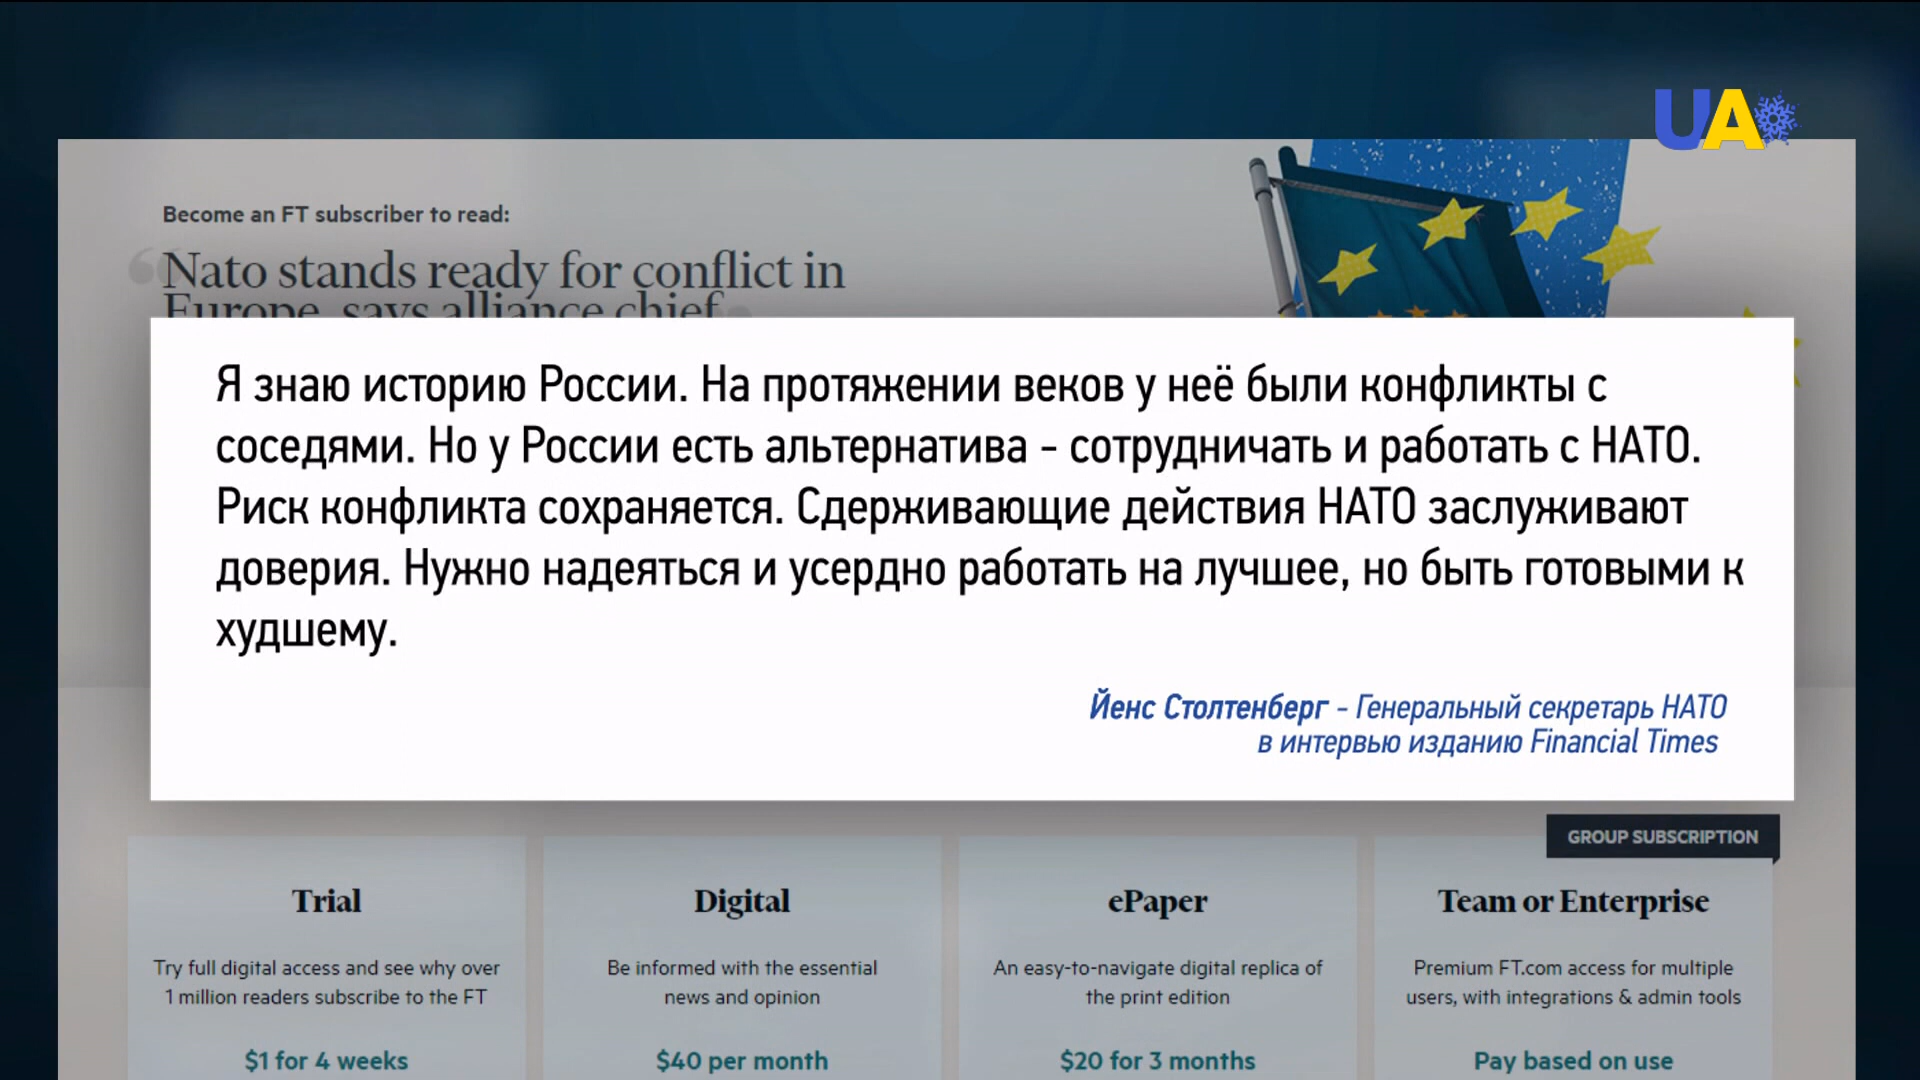 UA
Become an FT subscriber to read:
Nato stands ready for conflict in
Europe, says alliance chief
Я знаю историю России. На протяжении веков у неё были конфликты с
соседями. Но у России есть альтернатива - сотрудничать и работать с НАТО.
Риск конфликта сохраняется. Сдерживающие действия НАТО заслуживают
доверия. Нужно надеяться и усердно работать на лучшее, но быть готовыми к
худшему.
Йенс Столтенберг - Генеральный секретарь НАТО
в интервью изданию Financial Times
GROUP SUBSCRIPTION
Trial
Try full digital access and see why over
1 million readers subscribe to the FT
$1 for 4 weeks
Digital
Be informed with the essential
news and opinion
$40 per month
ePaper
An easy-to-navigate digital replica of
the print edition
$20 for 3 months
Team or Enterprise
Premium FT.com access for multiple
users, with integrations & admin tools
Pay based on use